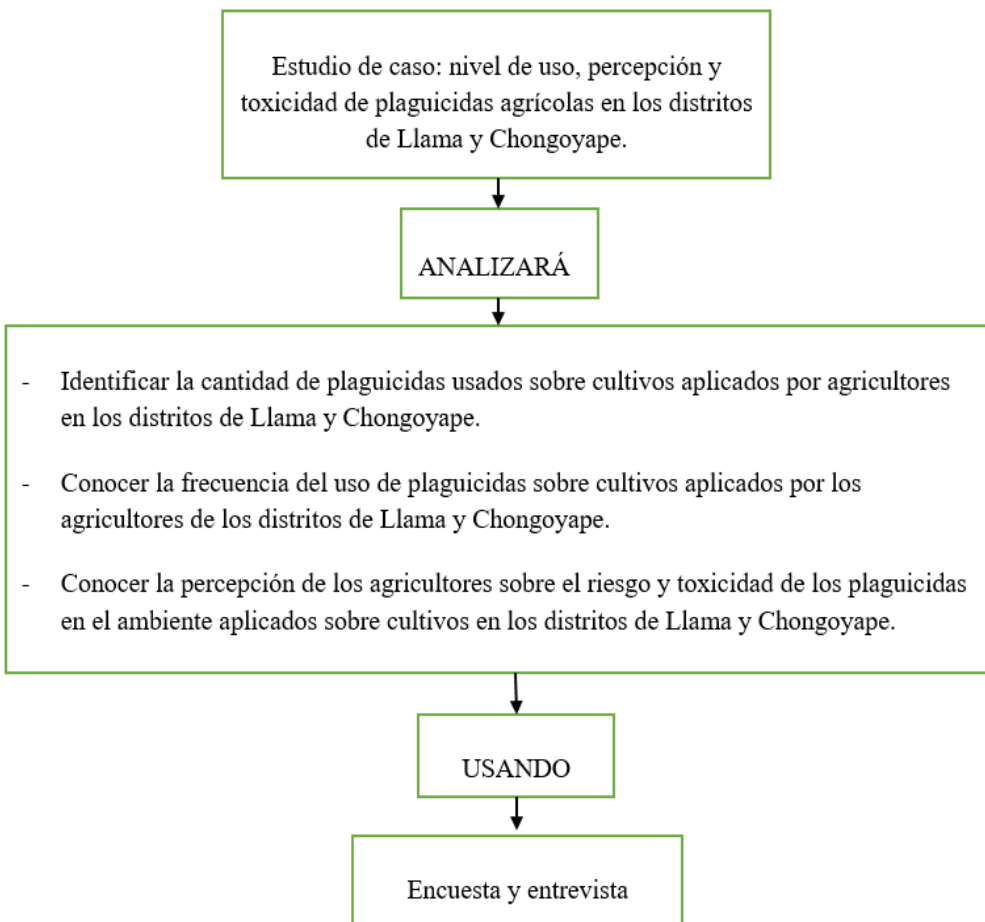 Estudio de caso: nivel de uso, percepción y
toxicidad de plaguicidas agrícolas en los distritos
de Llama y Chongoyape.
ANALIZARÁ
- Identificar la cantidad de plaguicidas usados sobre cultivos aplicados por agricultores
en los distritos de Llama y Chongoyape.
- Conocer la frecuencia del uso de plaguicidas sobre cultivos aplicados por los
agricultores de los distritos de Llama y Chongoyape.
- Conocer la percepción de los agricultores sobre el riesgo y toxicidad de los plaguicidas
en el ambiente aplicados sobre cultivos en los distritos de Llama y Chongoyape.
USANDO
Encuesta y entrevista